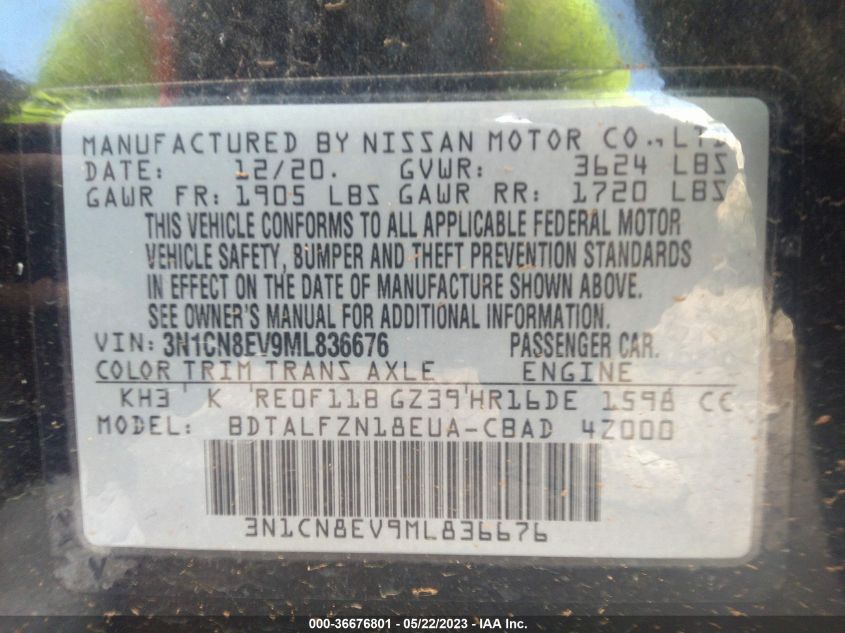 MANUFACTURED BY NISSAN MOTOR CO., LTD
DATE: 12/20. GVWR: 3624 LBS
GAWR FR: 1905 LBS GAWR RR: 1720 LBS
THIS VEHICLE CONFORMS TO ALL APPLICABLE FEDERAL MOTOR
VEHICLE SAFETY, BUMPER AND THEFT PREVENTION STANDARDS
IN EFFECT ON THE DATE OF MANUFACTURE SHOWN ABOVE.
SEE OWNER'S MANUAL FOR ADDITIONAL INFORMATION.
VIN: 3N1CN8EV9ML836676 PASSENGER CAR.
COLOR TRIM TRANS AXLE ENGINE
KH3 K RE0F11B GZ39 HR16DE 1598 CC
MODEL: BDTALFZN18EUA-CBAD 4Z000
3N1CN8EV9ML836676
000-36676801 / 05/22/2023 - IAA Inc.